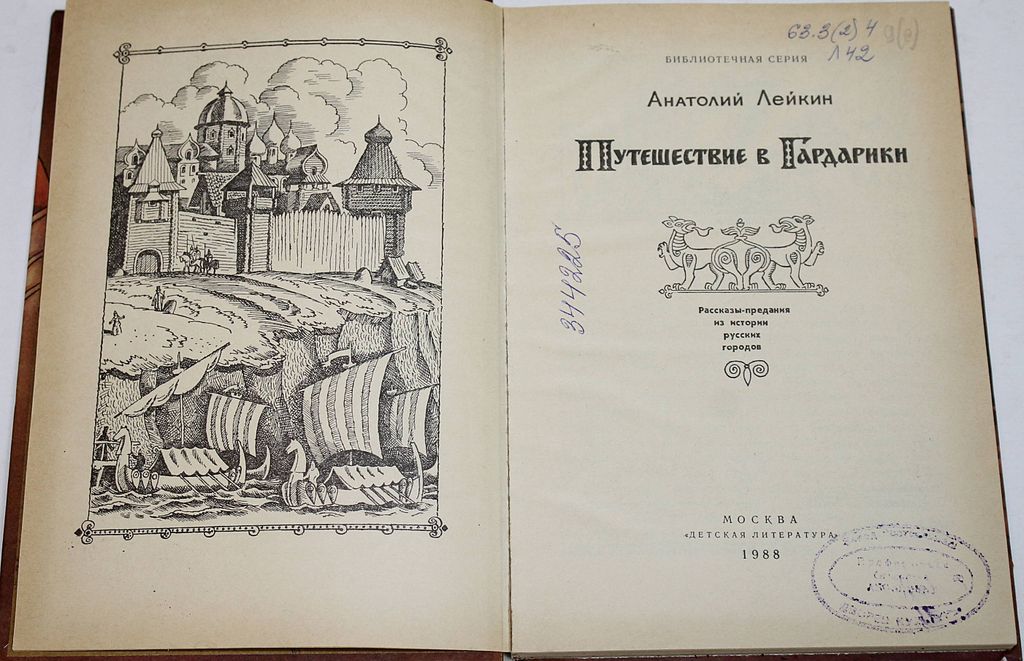 63.3(2)4
Л42
БИБЛИОТЕЧНАЯ СЕРИЯ
Анатолий Лейкин
Путешествие в Гардарики
344225
Рассказы-предания
из истории
русских
городов
МОСКВА
«ДЕТСКАЯ ЛИТЕРАТУРА»
1988